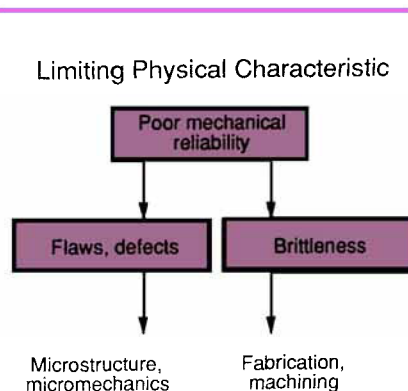 Limiting Physical Characteristic
Poor mechanical
reliability
Flaws, defects
Brittleness
Microstructure,
micromechanics
Fabrication,
machining